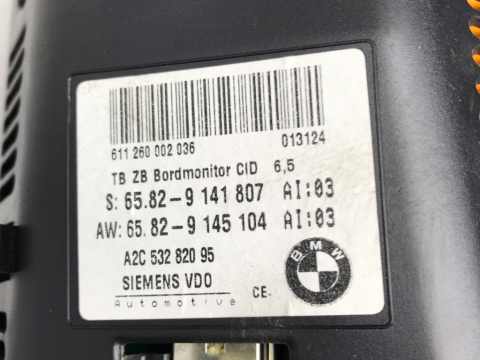 611 260 002 036 013124
TB ZB Bordmonitor CID 6,5
S: 65.82-9 141 807 AI:03
AW: 65.82-9 145 104 AI:03
A2C 532 820 95
SIEMENS VDO
Automotive CE-
BMW